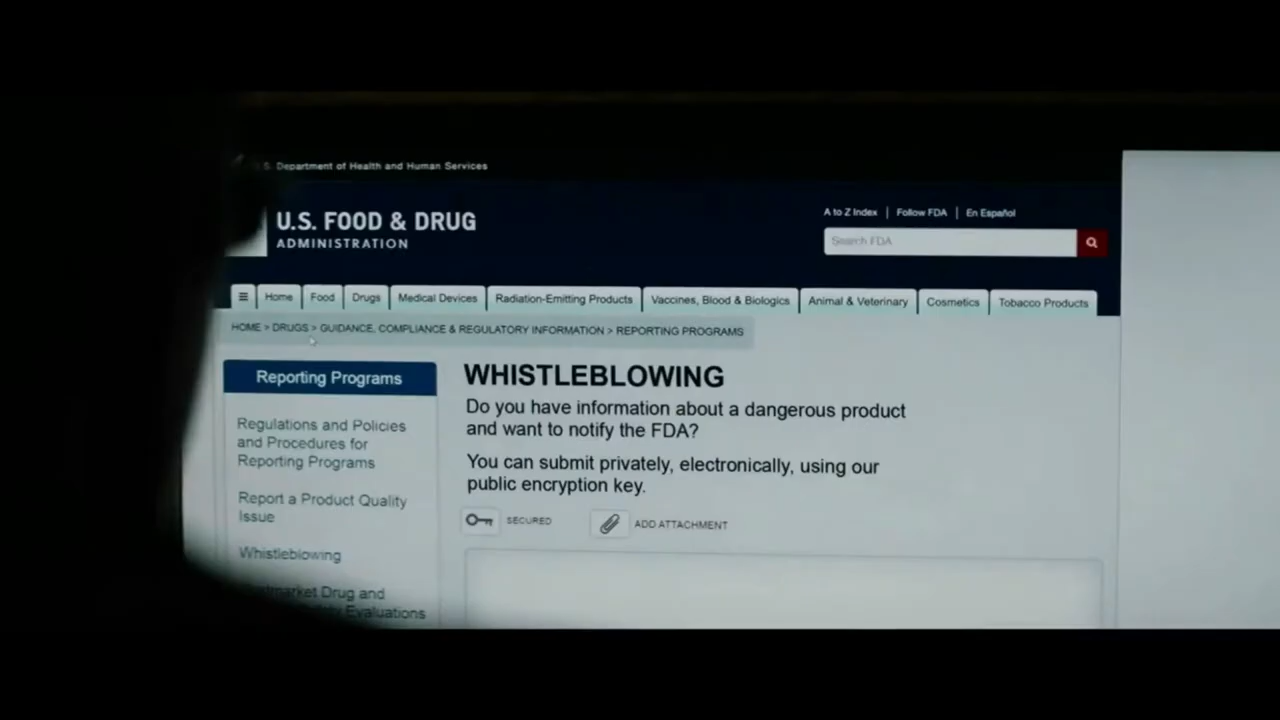 Department of Health and Human Services
U.S. FOOD & DRUG
ADMINISTRATION
A to Z Index | Follow FDA | En Español
Search FDA
Home
Food
Drugs
Medical Devices
Radiation-Emitting Products
Vaccines, Blood & Biologics
Animal & Veterinary
Cosmetics
Tobacco Products
HOME > DRUGS > GUIDANCE, COMPLIANCE & REGULATORY INFORMATION > REPORTING PROGRAMS
Reporting Programs
Regulations and Policies
and Procedures for
Reporting Programs
Report a Product Quality
Issue
Whistleblowing
Drug and
Evaluations
WHISTLEBLOWING
Do you have information about a dangerous product
and want to notify the FDA?
You can submit privately, electronically, using our
public encryption key.
SECURED
ADD ATTACHMENT